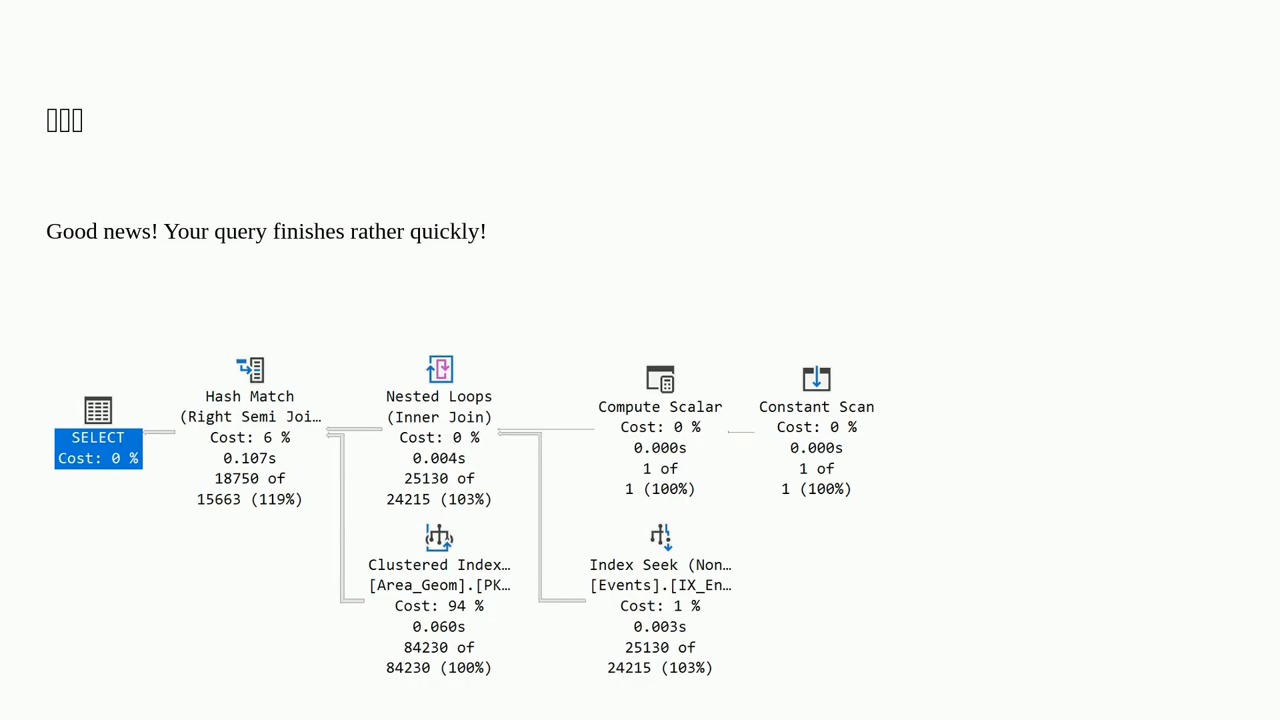 Good news! Your query finishes rather quickly!
SELECT
Cost: 0 %
Hash Match
(Right Semi Joi…
Cost: 6 %
0.107s
18750 of
15663 (119%)
Nested Loops
(Inner Join)
Cost: 0 %
0.004s
25130 of
24215 (103%)
Compute Scalar
Cost: 0 %
0.000s
1 of
1 (100%)
Constant Scan
Cost: 0 %
0.000s
1 of
1 (100%)
Clustered Index…
[Area_Geom].[PK…
Cost: 94 %
0.060s
84230 of
84230 (100%)
Index Seek (Non…
[Events].[IX_En…
Cost: 1 %
0.003s
25130 of
24215 (103%)